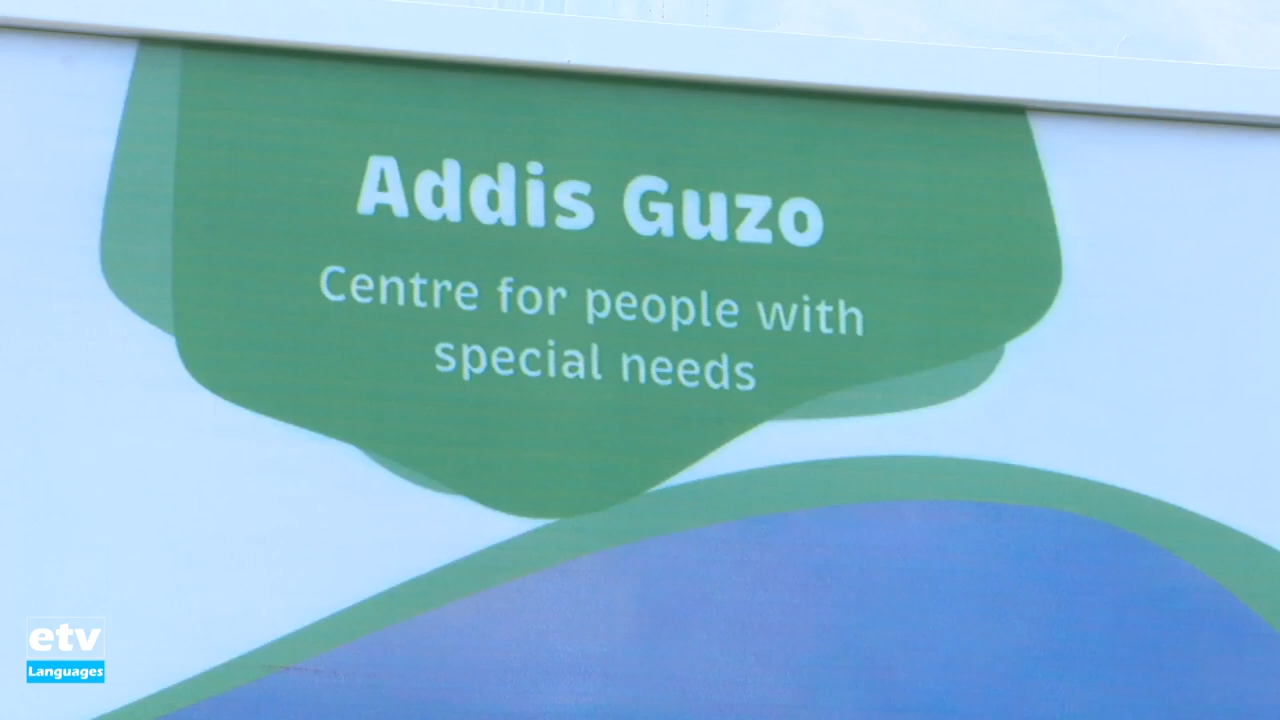 Addis Guzo
Centre for people with
special needs
etv
Languages